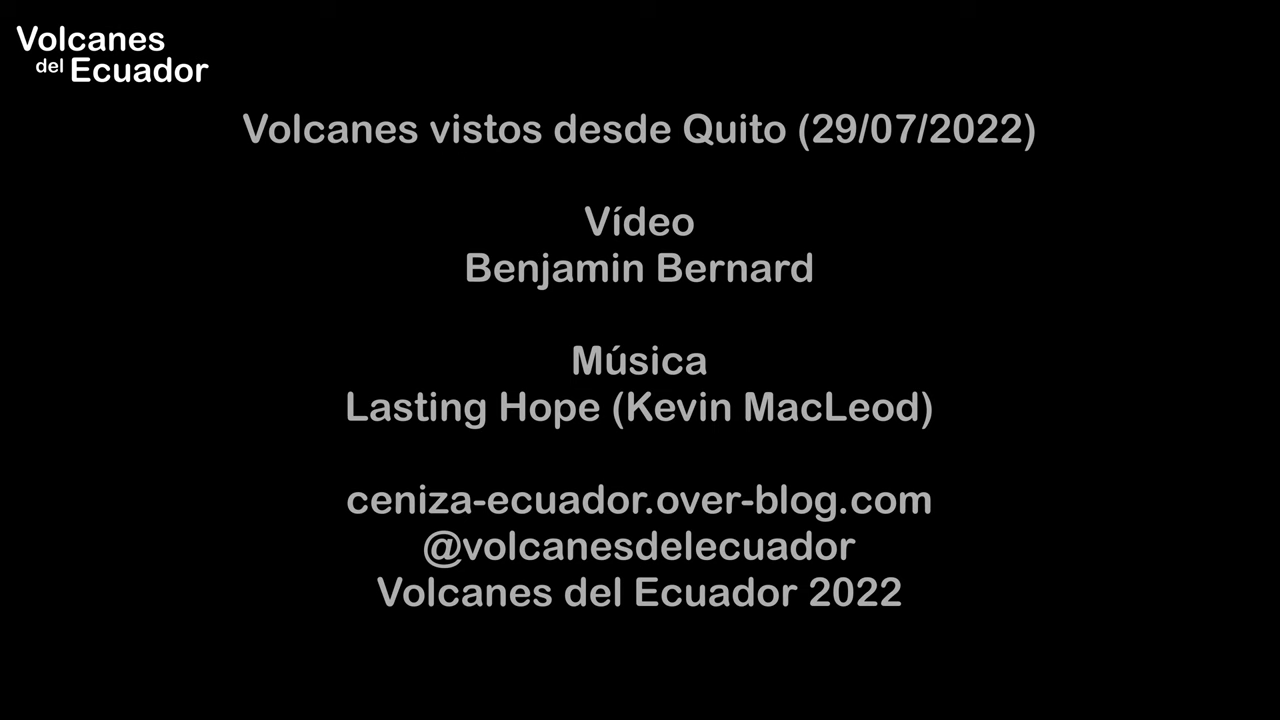 Volcanes
del Ecuador
Volcanes vistos desde Quito (29/07/2022)
Vídeo
Benjamin Bernard
Música
Lasting Hope (Kevin MacLeod)
ceniza-ecuador.over-blog.com
@volcanesdelecuador
Volcanes del Ecuador 2022